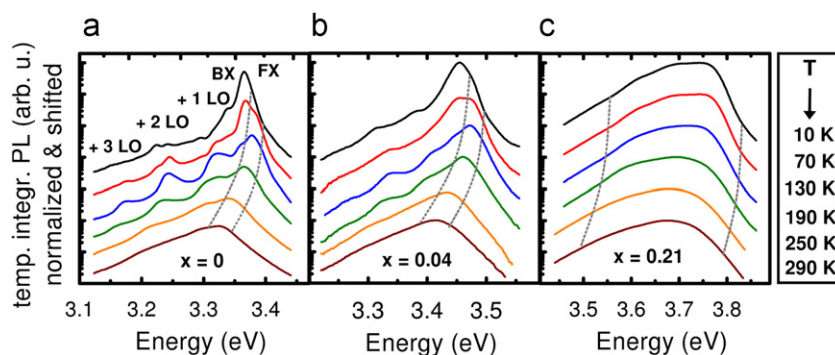 a
b
c
temp. integr. PL (arb. u.)
normalized & shifted
BX
FX
+ 1 LO
+ 2 LO
+ 3 LO
x = 0
x = 0.04
x = 0.21
T
10 K
70 K
130 K
190 K
250 K
290 K
3.1 3.2 3.3 3.4
3.3 3.4 3.5
3.5 3.6 3.7 3.8
Energy (eV)
Energy (eV)
Energy (eV)